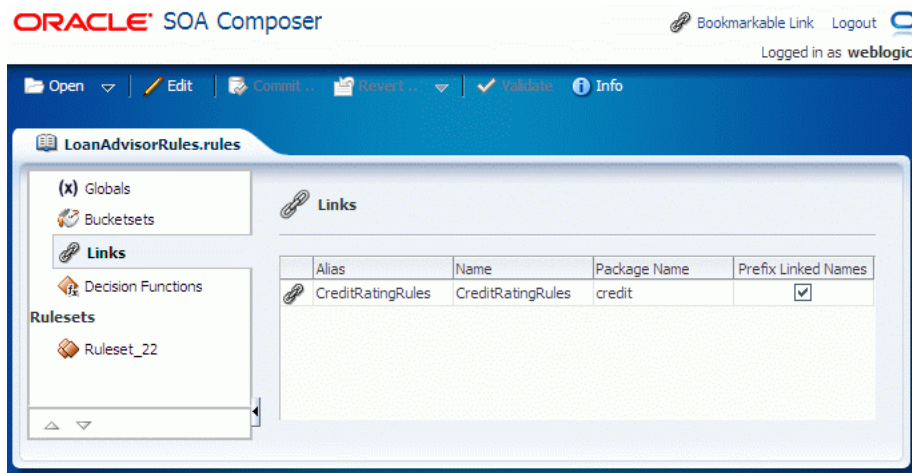 ORACLE SOA Composer
Bookmarkable Link Logout
Logged in as weblogic
Open Edit Commit .. Revert .. Validate Info
LoanAdvisorRules.rules
(x) Globals
Bucketsets
Links
Decision Functions
Rulesets
Ruleset_22
Links
Alias Name Package Name Prefix Linked Names
CreditRatingRules CreditRatingRules credit